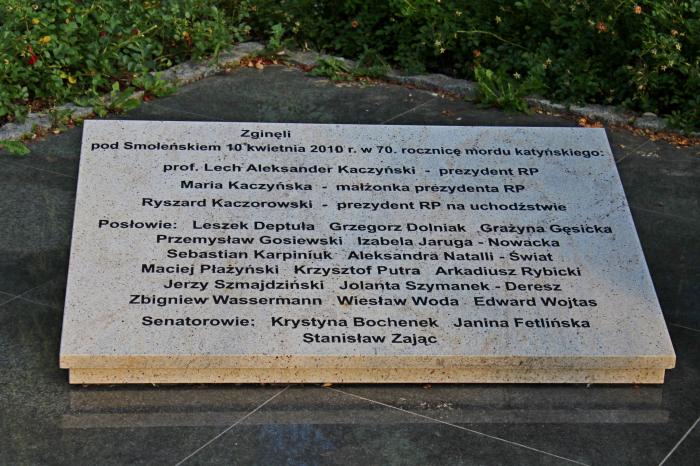 Zginęli
pod Smoleńskiem 10 kwietnia 2010 r. w 70. rocznicę mordu katyńskiego:
prof. Lech Aleksander Kaczyński - prezydent RP
Maria Kaczyńska - małżonka prezydenta RP
Ryszard Kaczorowski - prezydent RP na uchodźstwie
Posłowie: Leszek Deptuła Grzegorz Dolniak Grażyna Gęsicka
Przemysław Gosiewski Izabela Jaruga - Nowacka
Sebastian Karpiniuk Aleksandra Natalli - Świat
Maciej Płażyński Krzysztof Putra Arkadiusz Rybicki
Jerzy Szmajdziński Jolanta Szymanek - Deresz
Zbigniew Wassermann Wiesław Woda Edward Wojtas
Senatorowie: Krystyna Bochenek Janina Fetlińska
Stanisław Zając